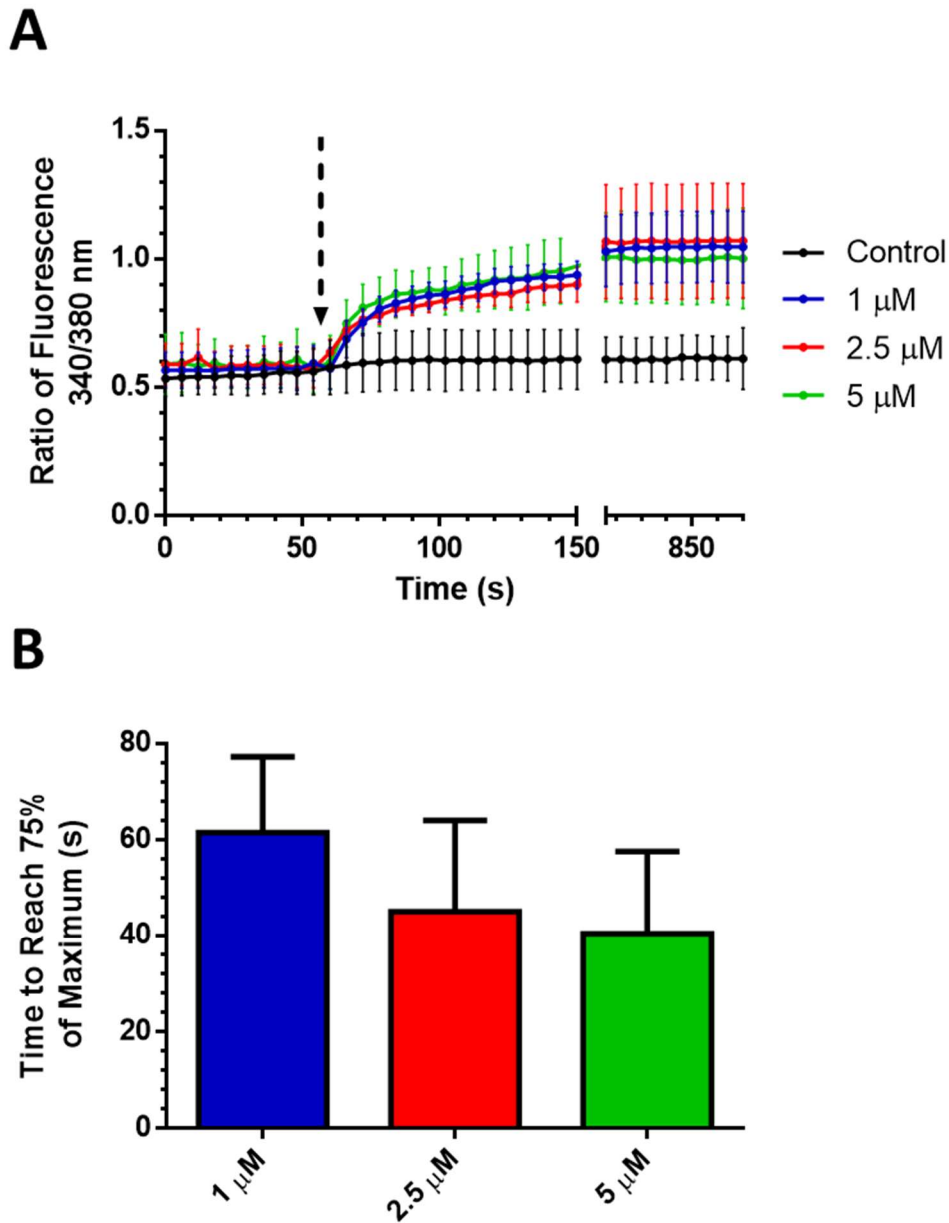 A
Ratio of Fluorescence
340/380 nm
1.5
1.0
0.5
0.0
0
50
100
150
850
Time (s)
Control
1 μM
2.5 μM
5 μM
B
Time to Reach 75%
of Maximum (s)
80
60
40
20
0
1 μM
2.5 μM
5 μM